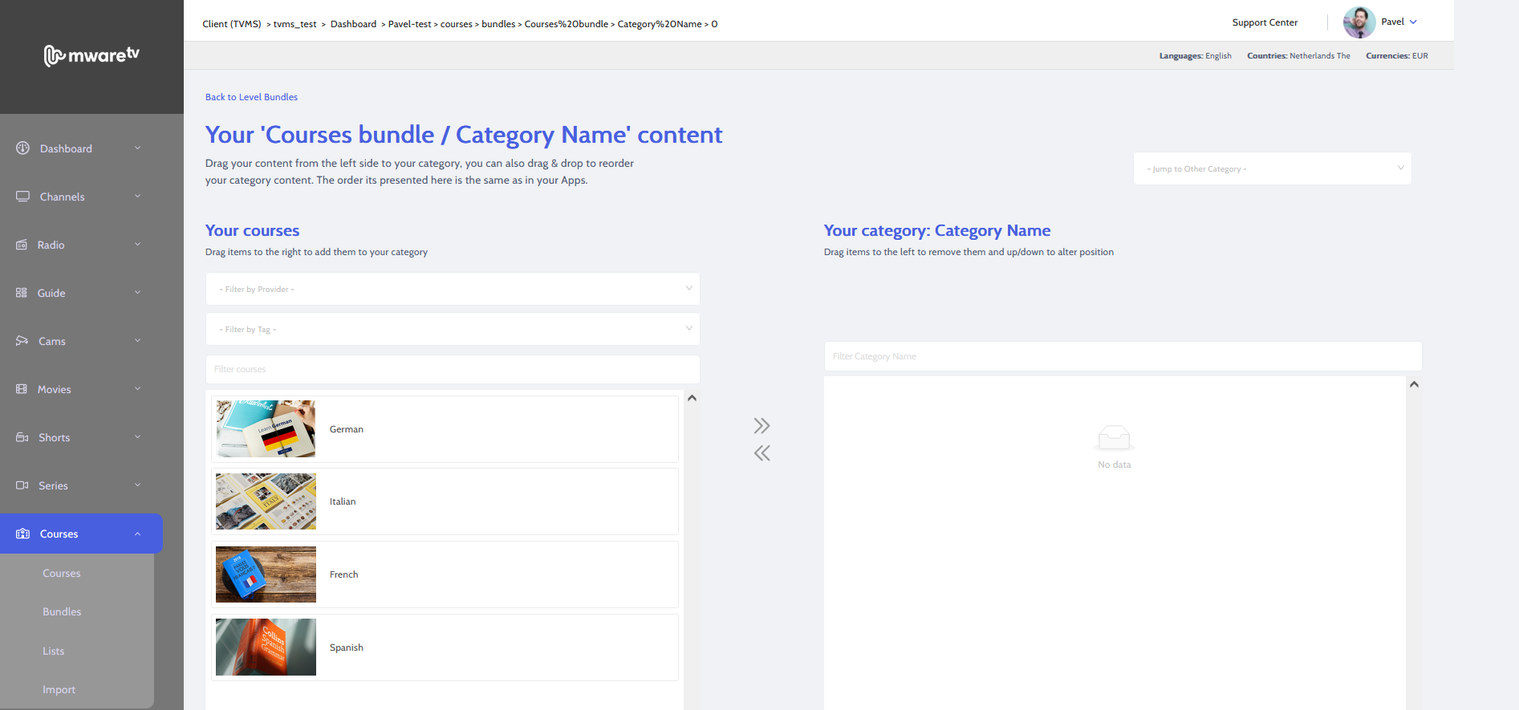 mwaretv
Client (TVMS) > tvms_test > Dashboard > Pavel-test > courses > bundles > Courses%20bundle > Category%20Name > 0
Support Center
Pavel
Languages: English Countries: Netherlands The Currencies: EUR
Dashboard
Channels
Radio
Guide
Cams
Movies
Shorts
Series
Courses
Courses
Bundles
Lists
Import
Back to Level Bundles
Your 'Courses bundle / Category Name' content
Drag your content from the left side to your category, you can also drag & drop to reorder
your category content. The order its presented here is the same as in your Apps.
- Jump to Other Category -
Your courses
Drag items to the right to add them to your category
- Filter by Provider -
- Filter by Tag -
Filter courses
Learn German
German
ITALY
Italian
French
Collins
Spanish
Grammar
Spanish
Your category: Category Name
Drag items to the left to remove them and up/down to alter position
Filter Category Name
No data